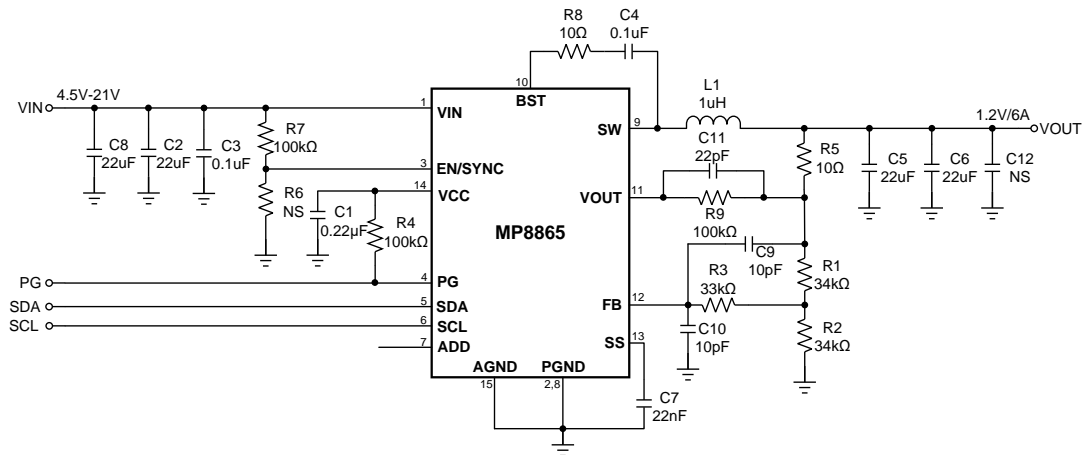 R8
10Ω
C4
0.1uF
10
BST
VIN
4.5V-21V
1
VIN
C8
22uF
C2
22uF
C3
0.1uF
R7
100kΩ
3
EN/SYNC
R6
NS
14
VCC
C1
0.22µF
R4
100kΩ
MP8865
PG
4
PG
SDA
5
SDA
SCL
6
SCL
7
ADD
AGND
15
PGND
2,8
SW
9
L1
1uH
C11
22pF
VOUT
11
R9
100kΩ
R5
10Ω
1.2V/6A
VOUT
C5
22uF
C6
22uF
C12
NS
C9
10pF
R1
34kΩ
R3
33kΩ
FB
12
C10
10pF
R2
34kΩ
SS
13
C7
22nF